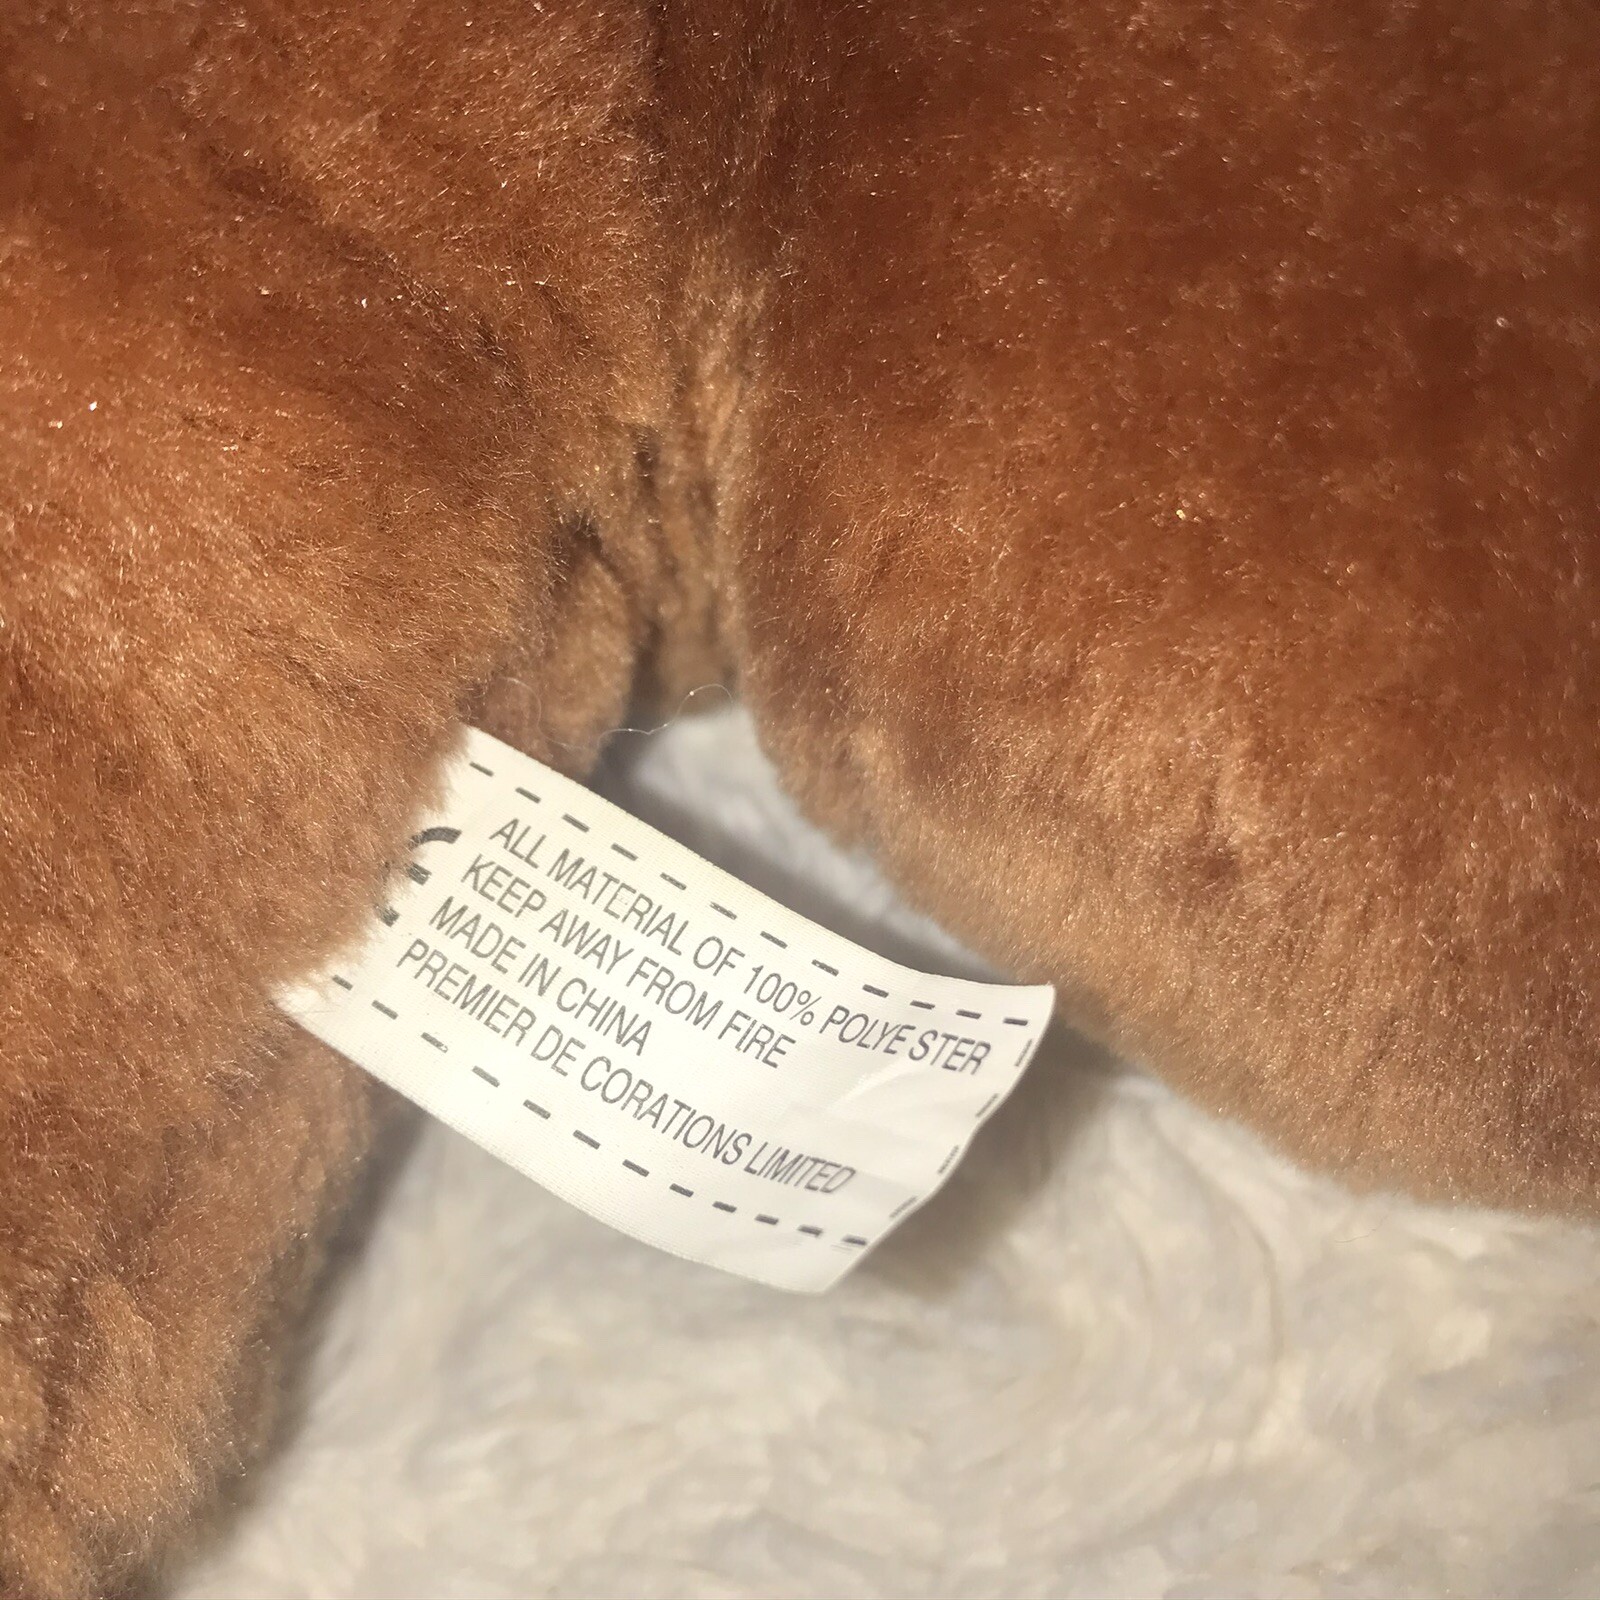 ALL MATERIAL OF 100% POLYE STER
KEEP AWAY FROM FIRE
MADE IN CHINA
PREMIER DE CORATIONS LIMITED